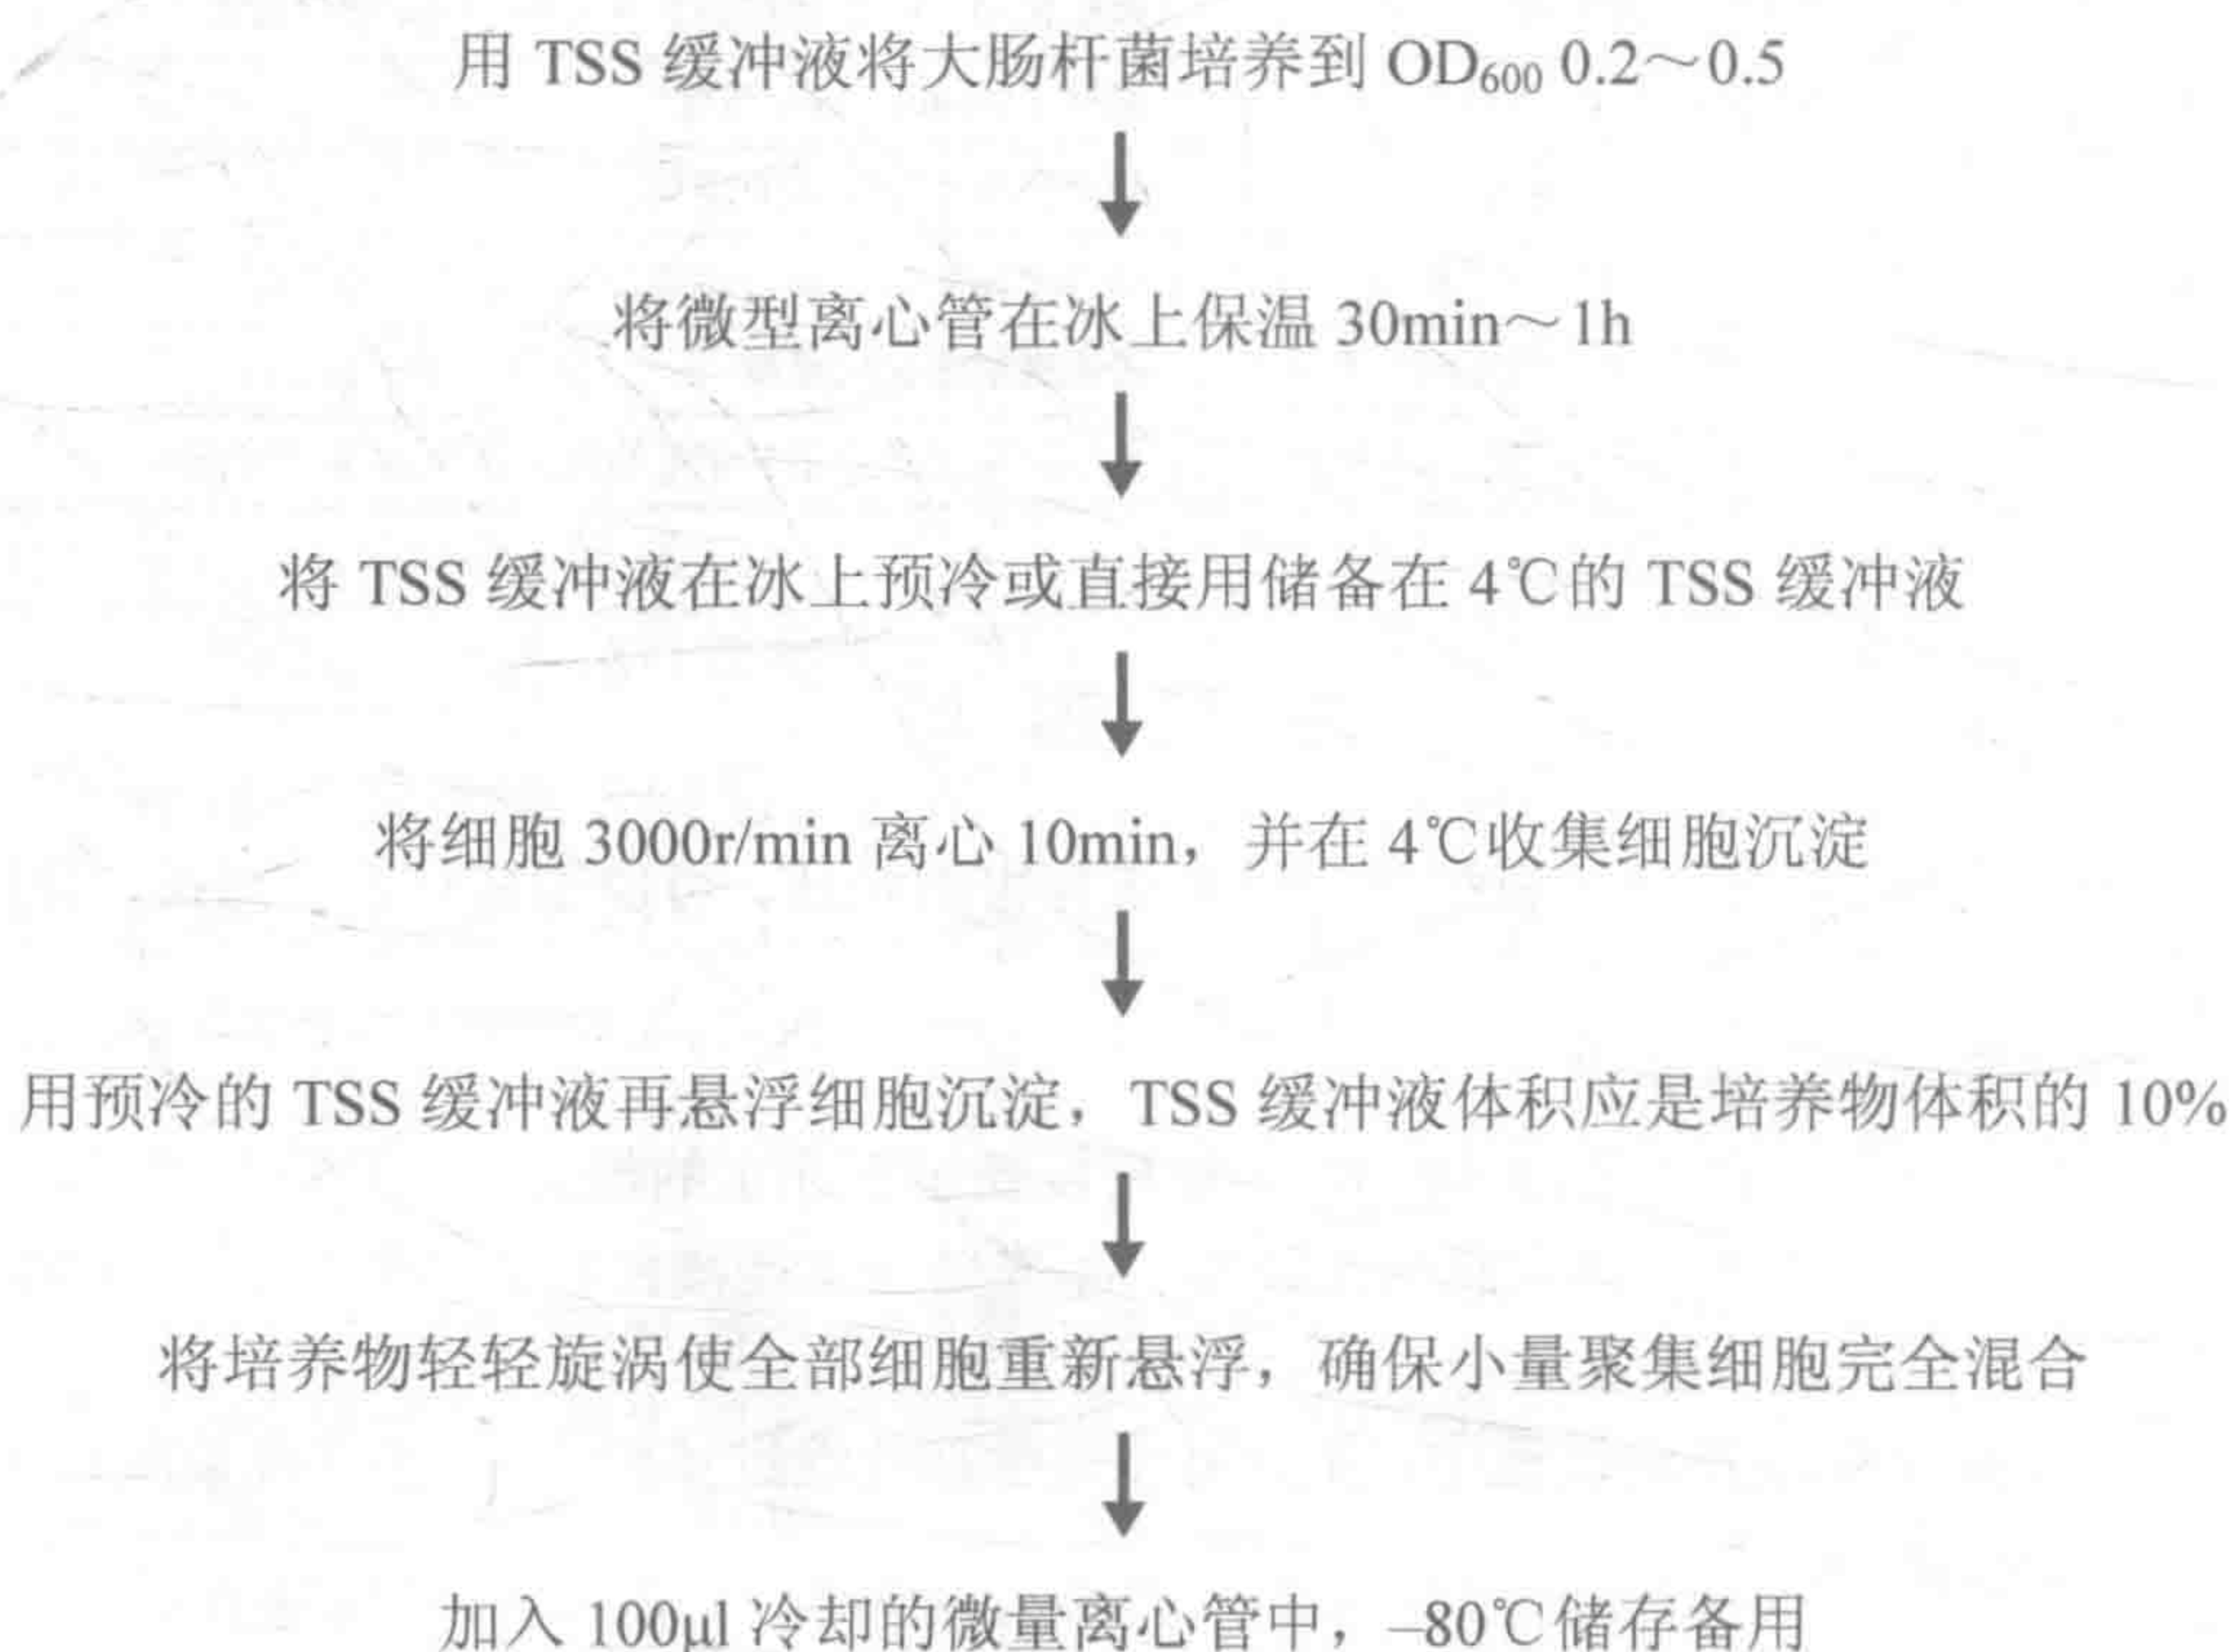 用 TSS 缓冲液将大肠杆菌培养到 OD₆₀₀ 0.2～0.5
将微型离心管在冰上保温 30min～1h
将 TSS 缓冲液在冰上预冷或直接用储备在 4℃的 TSS 缓冲液
将细胞 3000r/min 离心 10min，并在 4℃收集细胞沉淀
用预冷的 TSS 缓冲液再悬浮细胞沉淀，TSS 缓冲液体积应是培养物体积的 10%
将培养物轻轻旋涡使全部细胞重新悬浮，确保小量聚集细胞完全混合
加入 100μl 冷却的微量离心管中，–80℃储存备用